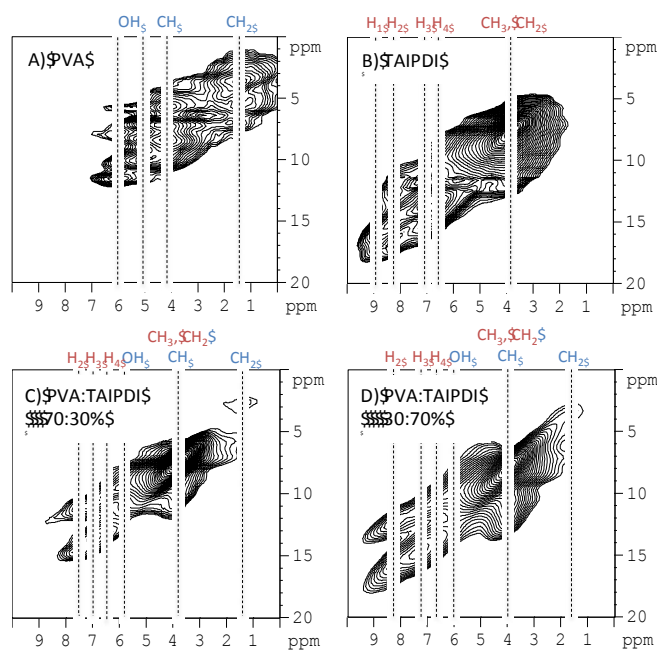 OH$ CH$ CH2$
A)$PVA$
ppm
5
10
15
20
9 8 7 6 5 4 3 2 1 ppm
H1$ H2$ H3$ H4$ CH3,$CH2$
B)$TAIPDI$
$
ppm
5
10
15
20
9 8 7 6 5 4 3 2 1 ppm
CH3,$CH2$
H2$ H3$ H4$ OH$ CH$ CH2$
C)$PVA:TAIPDI$
$$$$70:30%$
$
ppm
5
10
15
20
9 8 7 6 5 4 3 2 1 ppm
CH3,$CH2$
H2$ H3$ H4$ OH$ CH$ CH2$
D)$PVA:TAIPDI$
$$$$30:70%$
$
ppm
5
10
15
20
9 8 7 6 5 4 3 2 1 ppm